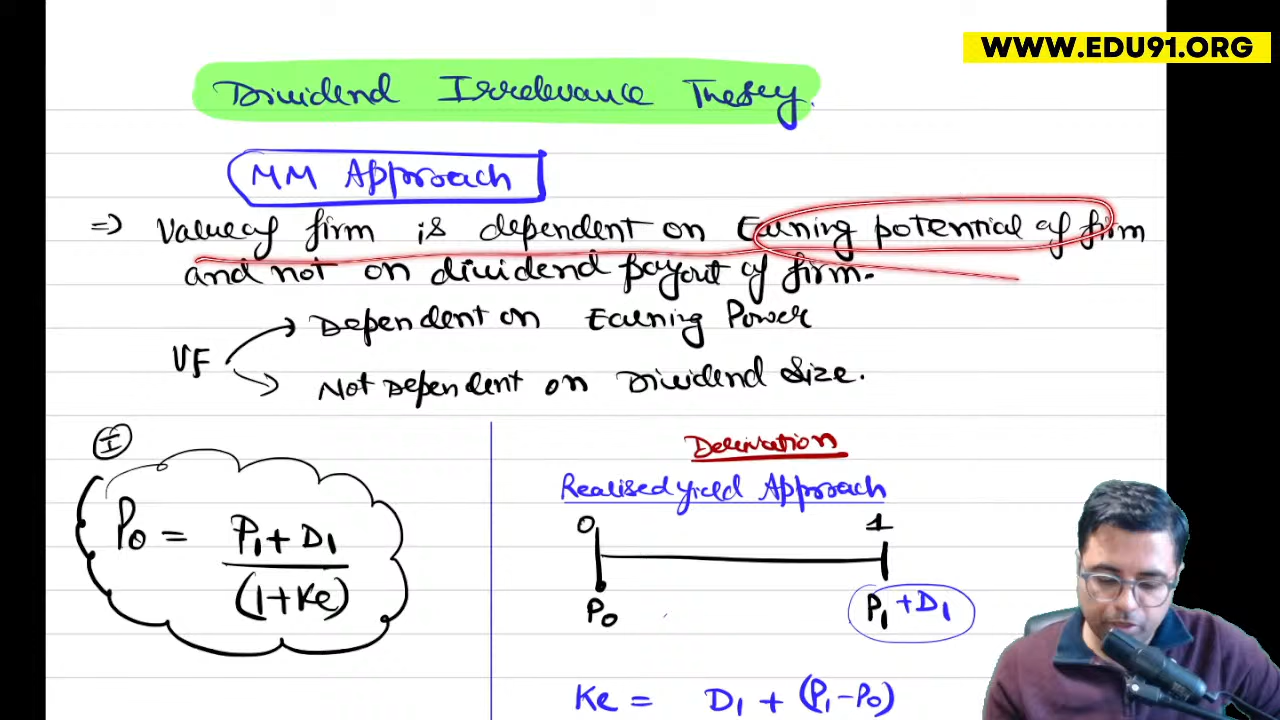 WWW.EDU91.ORG
Dividend Irrelevance Theory.
MM Approach
=> Value of firm is dependent on Earning potential of firm
and not on dividend payout of firm.
VF
Dependent on Earning Power
Not Dependent on Dividend Size.
I
P0 = P1 + D1
(1+Ke)
Derivation
Realised yield Approach
0 1
P0 P1 + D1
Ke = D1 + (P1 - P0)